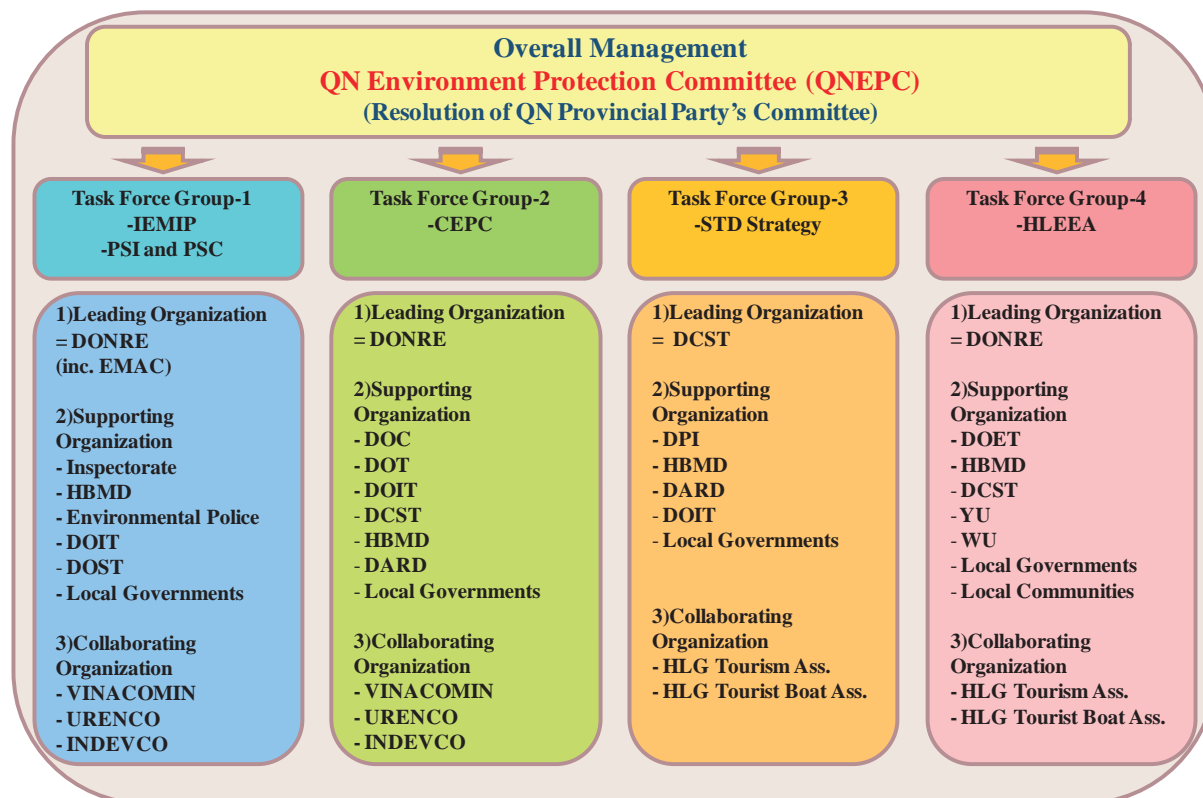 Overall Management
QN Environment Protection Committee (QNEPC)
(Resolution of QN Provincial Party's Committee)
Task Force Group-1
-IEMIP
-PSI and PSC
Task Force Group-2
-CEPC
Task Force Group-3
-STD Strategy
Task Force Group-4
-HLEEA
1)Leading Organization
= DONRE
(inc. EMAC)
2)Supporting
Organization
- Inspectorate
- HBMD
- Environmental Police
- DOIT
- DOST
- Local Governments
3)Collaborating
Organization
- VINACOMIN
- URENCO
- INDEVCO
1)Leading Organization
= DONRE
2)Supporting
Organization
- DOC
- DOT
- DOIT
- DCST
- HBMD
- DARD
- Local Governments
3)Collaborating
Organization
- VINACOMIN
- URENCO
- INDEVCO
1)Leading Organization
= DCST
2)Supporting
Organization
- DPI
- HBMD
- DARD
- DOIT
- Local Governments
3)Collaborating
Organization
- HLG Tourism Ass.
- HLG Tourist Boat Ass.
1)Leading Organization
= DONRE
2)Supporting
Organization
- DOET
- HBMD
- DCST
- YU
- WU
- Local Governments
- Local Communities
3)Collaborating
Organization
- HLG Tourism Ass.
- HLG Tourist Boat Ass.